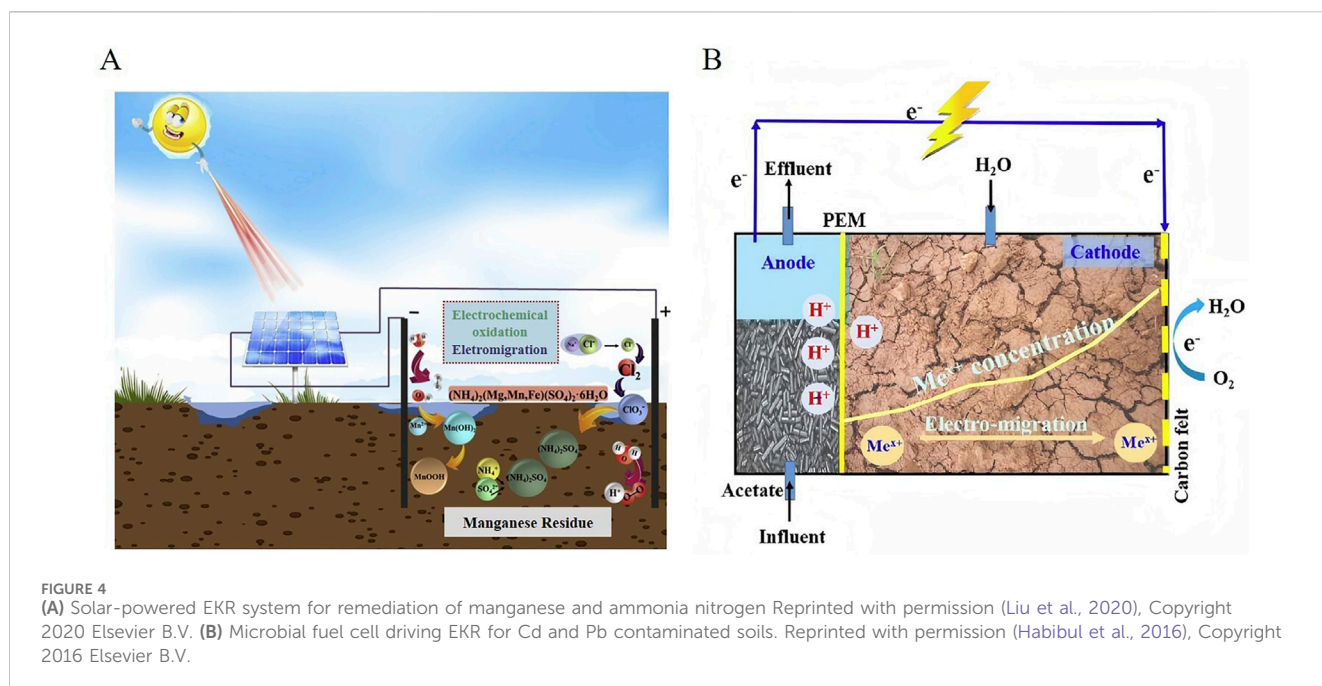 A
−
+
Electrochemical
oxidation
Eletromigration
Cl⁻
Cl⁻
Cl₂
(NH₄)₂(Mg,Mn,Fe)(SO₄)₂·6H₂O
ClO₃⁻
Mn²⁺
Mn(OH)₂
(NH₄)₂SO₄
MnOOH
NH₄⁺
SO₄²⁻
(NH₄)₂SO₄
H
H
O
H⁺
O
O
Manganese Residue
B
e⁻
e⁻
e⁻
Effluent
H₂O
PEM
Anode
Cathode
H⁺
H⁺
H⁺
H⁺
Meˣ⁺ concentration
Electro-migration
Meˣ⁺
Meˣ⁺
H₂O
e⁻
O₂
Carbon felt
Acetate
Influent
FIGURE 4
(A) Solar-powered EKR system for remediation of manganese and ammonia nitrogen Reprinted with permission (Liu et al., 2020), Copyright
2020 Elsevier B.V. (B) Microbial fuel cell driving EKR for Cd and Pb contaminated soils. Reprinted with permission (Habibul et al., 2016), Copyright
2016 Elsevier B.V.